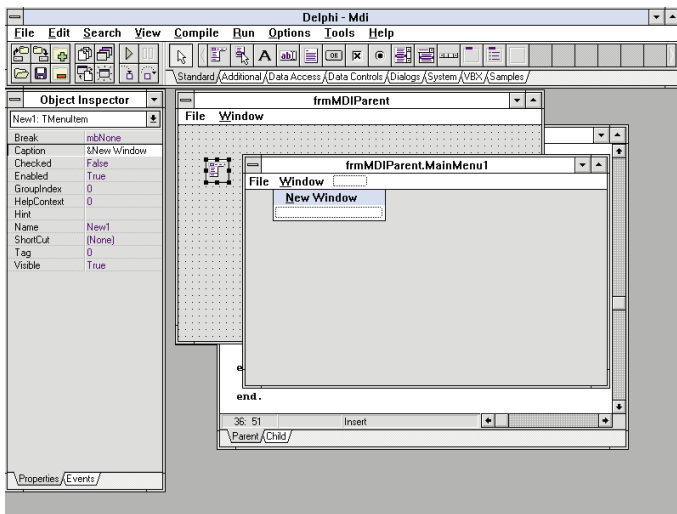 Delphi - Mdi
File Edit Search View Compile Run Options Tools Help
A ab OK
Standard Additional Data Access Data Controls Dialogs System VBX Samples
Object Inspector
New1: TMenuItem
Break mbNone
Caption &New Window
Checked False
Enabled True
GroupIndex 0
HelpContext 0
Hint
Name New1
ShortCut (None)
Tag 0
Visible True
Properties Events
frmMDIParent
File Window
frmMDIParent.MainMenu1
File Window
New Window
end.
36: 51 Insert
Parent Child